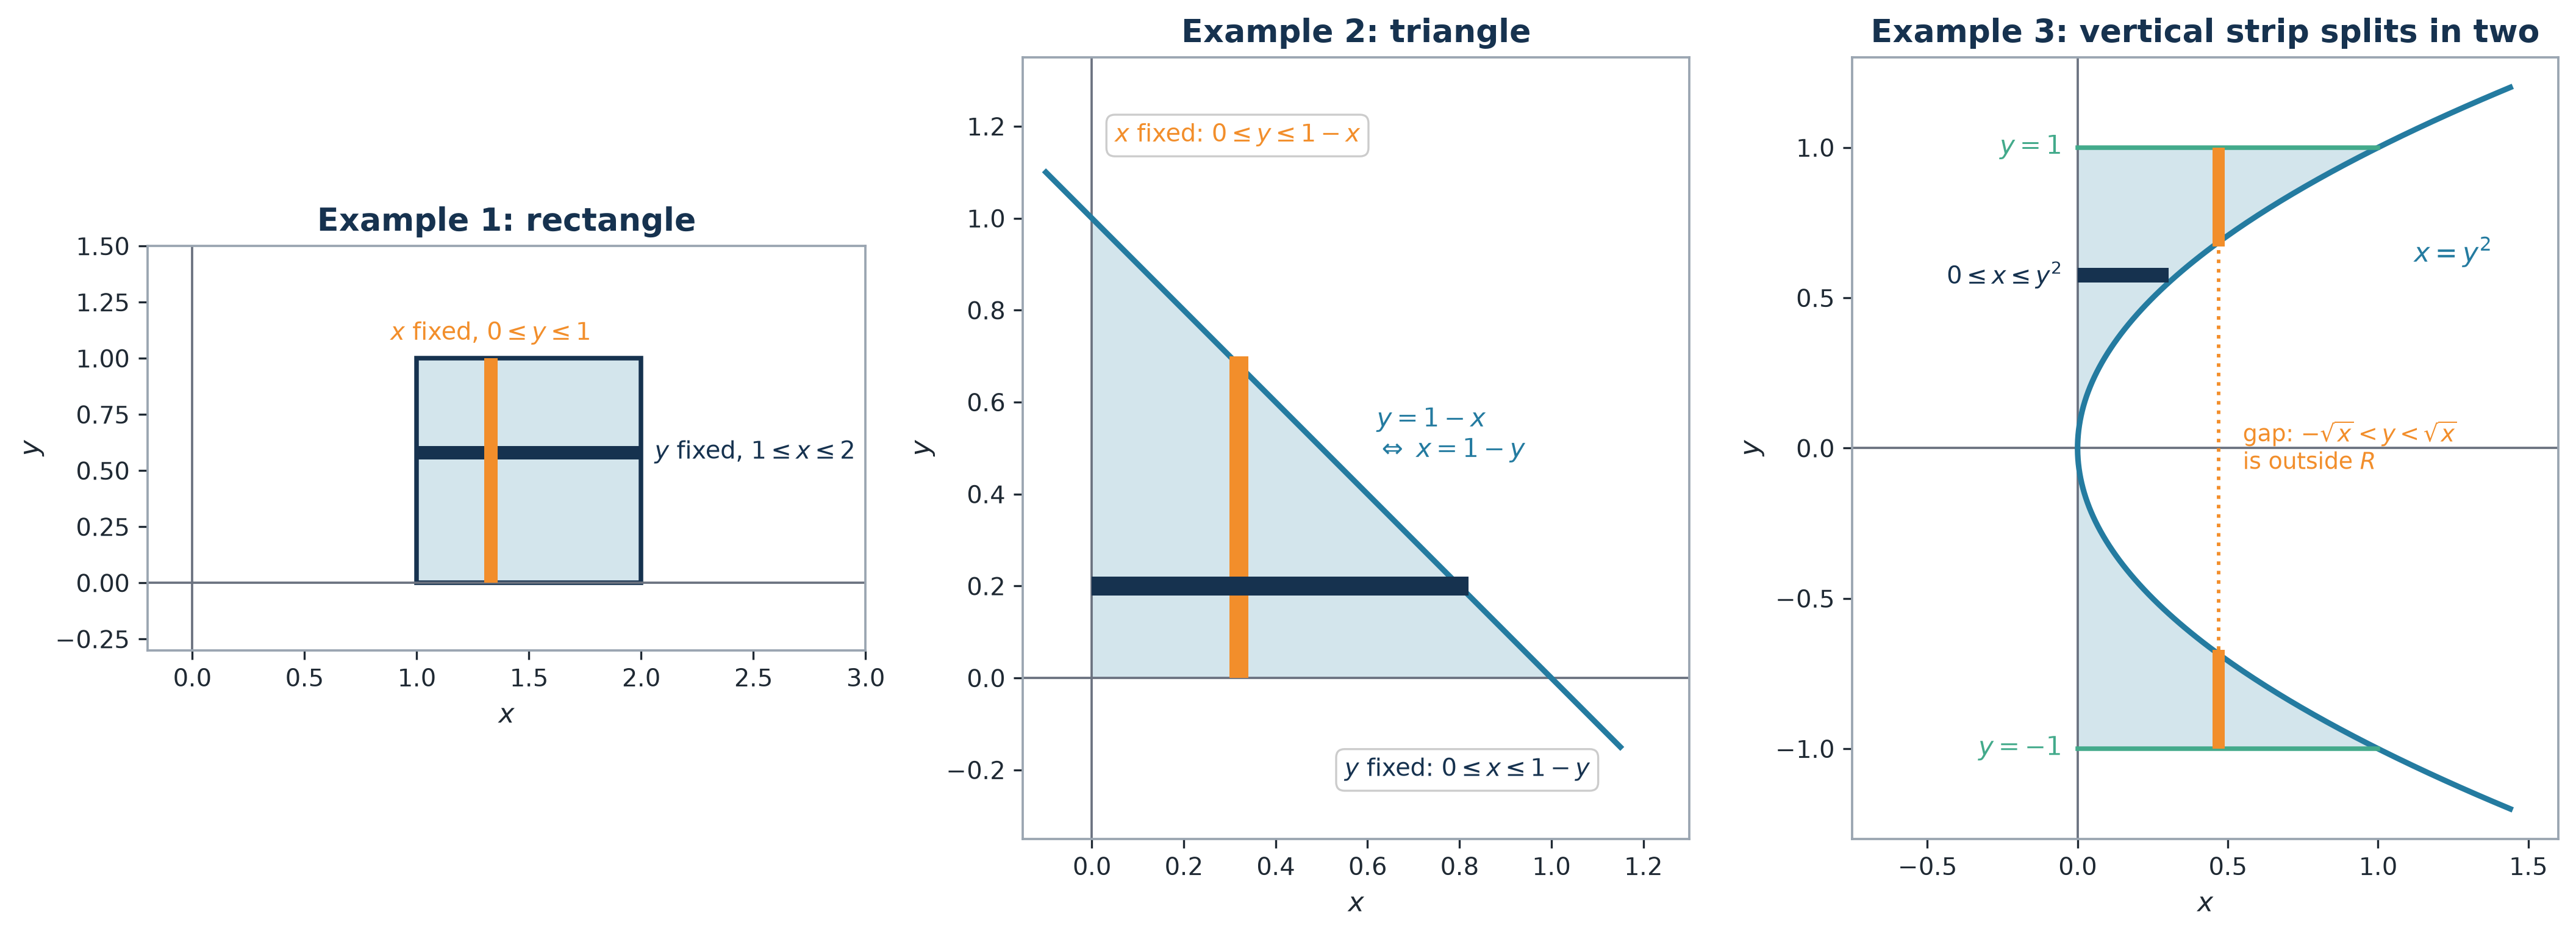 Example 1: rectangle
1.50
1.25
1.00
0.75
0.50
0.25
0.00
−0.25
y
x fixed, 0 ≤ y ≤ 1
y fixed, 1 ≤ x ≤ 2
0.0 0.5 1.0 1.5 2.0 2.5 3.0
x
Example 2: triangle
1.2
1.0
0.8
0.6
0.4
0.2
0.0
−0.2
y
x fixed: 0 ≤ y ≤ 1 − x
y = 1 − x
⇔ x = 1 − y
y fixed: 0 ≤ x ≤ 1 − y
0.0 0.2 0.4 0.6 0.8 1.0 1.2
x
Example 3: vertical strip splits in two
1.0
0.5
0.0
−0.5
−1.0
y
y = 1
x = y²
0 ≤ x ≤ y²
gap: −√x < y < √x
is outside R
y = −1
−0.5 0.0 0.5 1.0 1.5
x